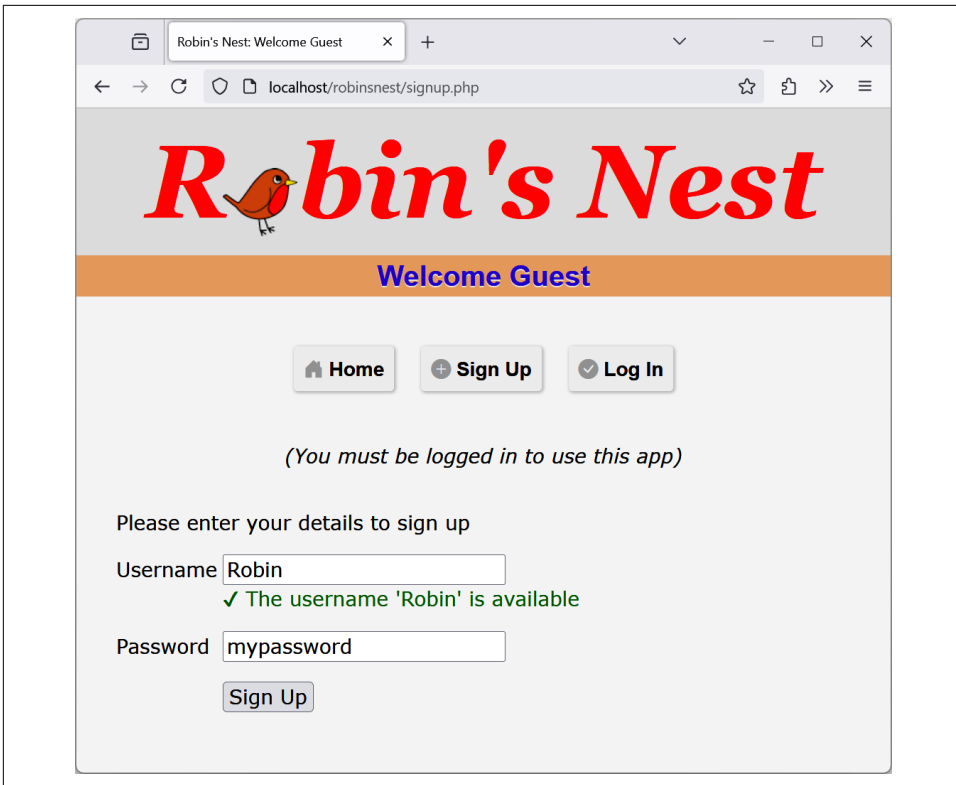 Robin's Nest: Welcome Guest
localhost/robinsnest/signup.php
R bin's Nest
Welcome Guest
Home Sign Up Log In
(You must be logged in to use this app)
Please enter your details to sign up
Username Robin
✓ The username 'Robin' is available
Password mypassword
Sign Up